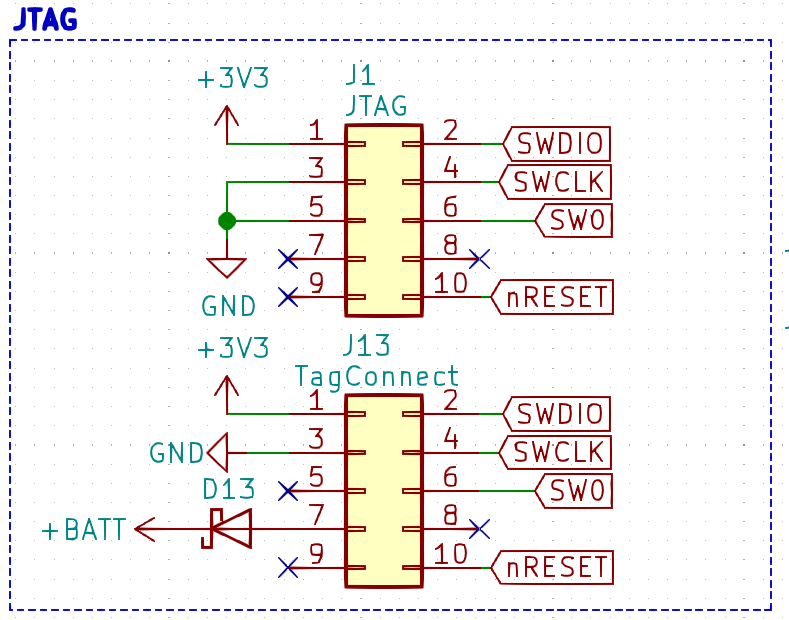 JTAG
J1
+3V3
JTAG
1 2 SWDIO
3 4 SWCLK
5 6 SWO
7 8
9 10 nRESET
GND
J13
+3V3
TagConnect
1 2 SWDIO
GND 3 4 SWCLK
5 6 SWO
D13
+BATT 7 8
9 10 nRESET